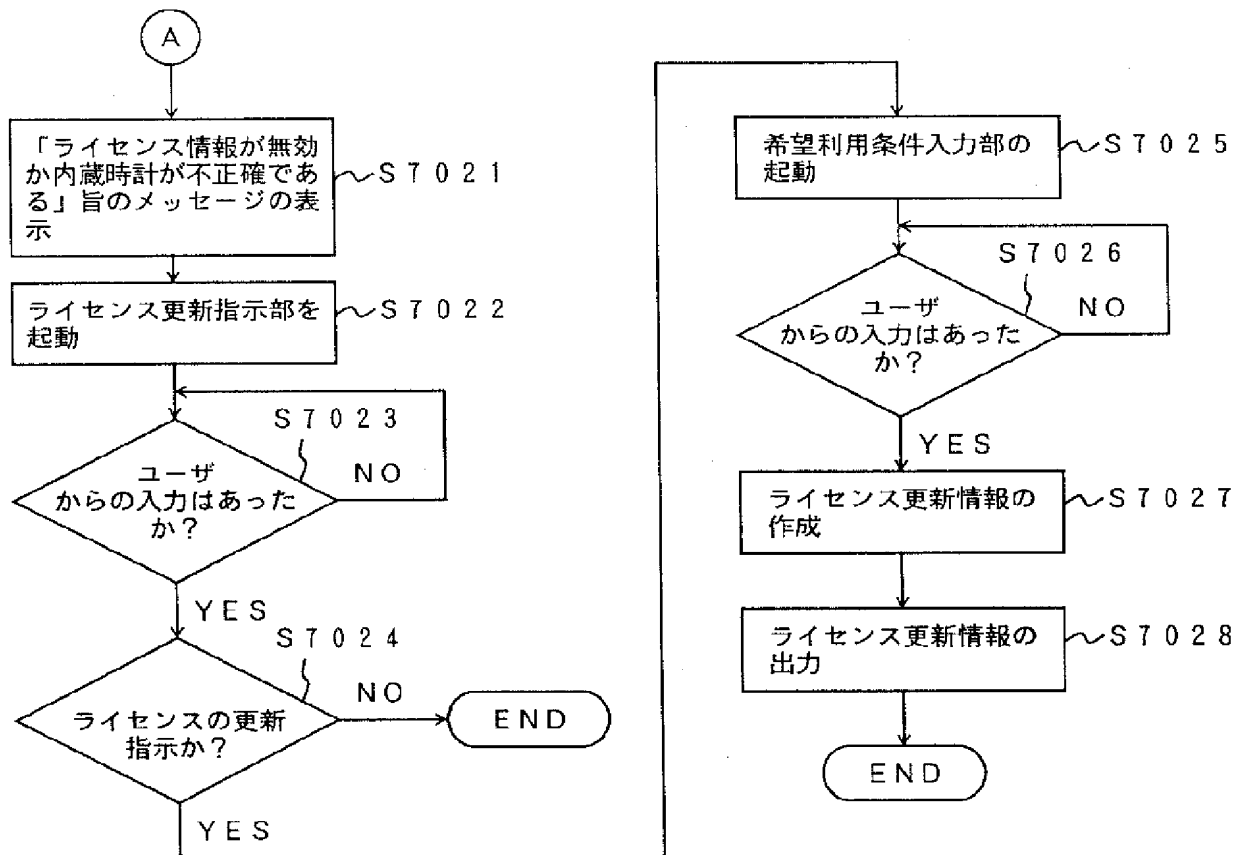 A
「ライセンス情報が無効
か内蔵時計が不正確であ
る」旨のメッセージの表
示
S7021
ライセンス更新指示部を
起動
S7022
S7023
ユーザ
からの入力はあった
か？
NO
YES
S7024
ライセンスの更新
指示か？
NO
END
YES
希望利用条件入力部の
起動
S7025
S7026
ユーザ
からの入力はあった
か？
NO
YES
ライセンス更新情報の
作成
S7027
ライセンス更新情報の
出力
S7028
END